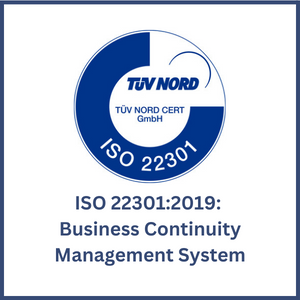 TÜV NORD
TÜV NORD CERT
GmbH
ISO 22301
ISO 22301:2019:
Business Continuity
Management System